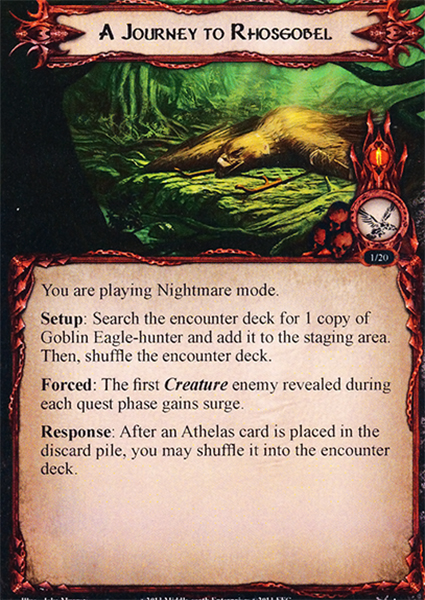 A Journey to Rhosgobel
1/20
You are playing Nightmare mode.
Setup: Search the encounter deck for 1 copy of
Goblin Eagle-hunter and add it to the staging area.
Then, shuffle the encounter deck.
Forced: The first Creature enemy revealed during
each quest phase gains surge.
Response: After an Athelas card is placed in the
discard pile, you may shuffle it into the encounter
deck.